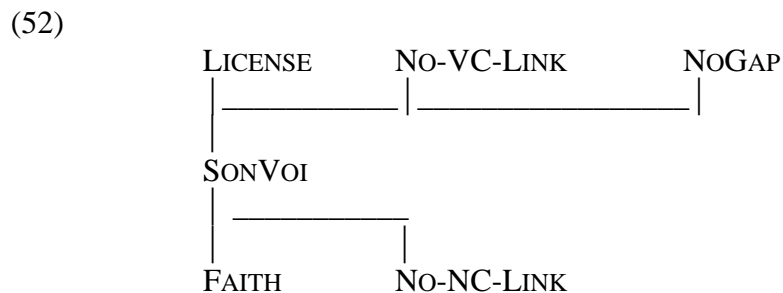 (52)
LICENSE NO-VC-LINK NOGAP
SONVOI
FAITH NO-NC-LINK